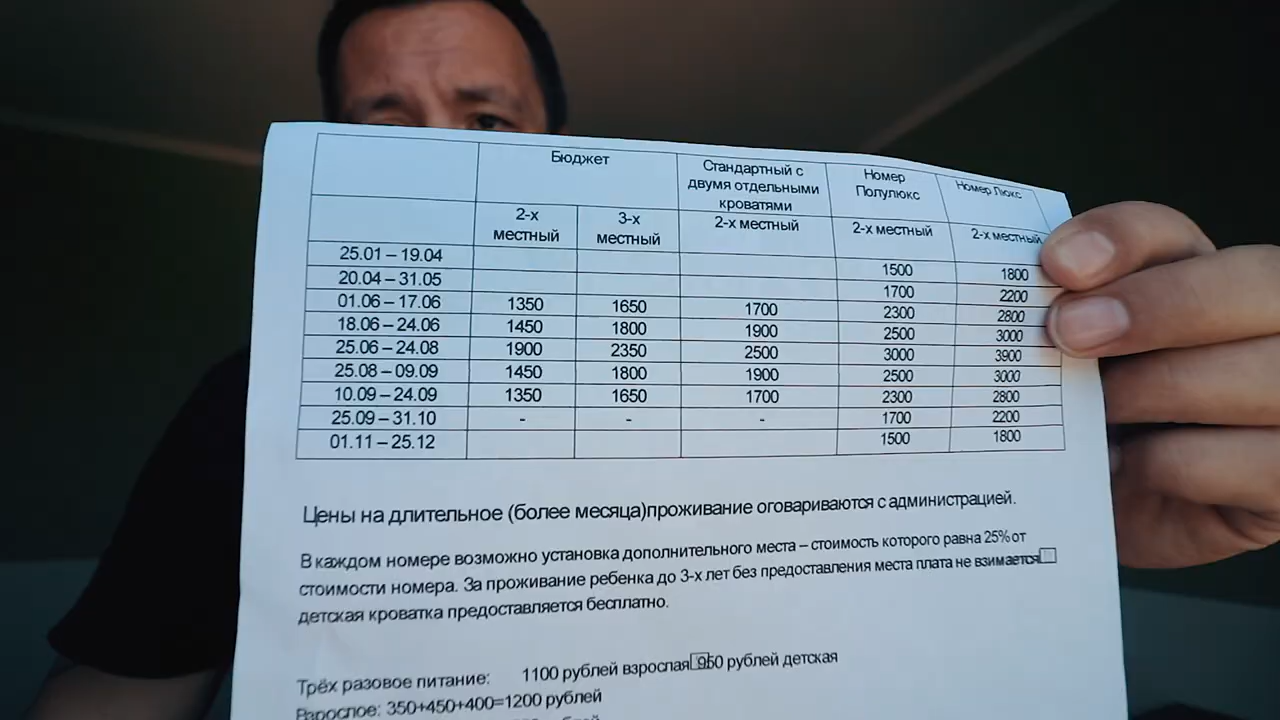 Бюджет
Стандартный с
двумя отдельными
кроватями
Номер
Полулюкс
Номер Люкс
2-х
местный
3-х
местный
2-х местный
2-х местный
2-х местный
25.01 – 19.04 1500 1800
20.04 – 31.05 1700 2200
01.06 – 17.06 1350 1650 1700 2300 2800
18.06 – 24.06 1450 1800 1900 2500 3000
25.06 – 24.08 1900 2350 2500 3000 3900
25.08 – 09.09 1450 1800 1900 2500 3000
10.09 – 24.09 1350 1650 1700 2300 2800
25.09 – 31.10 - - - 1700 2200
01.11 – 25.12 1500 1800
Цены на длительное (более месяца)проживание оговариваются с администрацией.
В каждом номере возможно установка дополнительного места – стоимость которого равна 25% от
стоимости номера. За проживание ребенка до 3-х лет без предоставления места плата не взимается
детская кроватка предоставляется бесплатно.
Трёх разовое питание: 1100 рублей взрослая 950 рублей детская
Взрослое: 350+450+400=1200 рублей